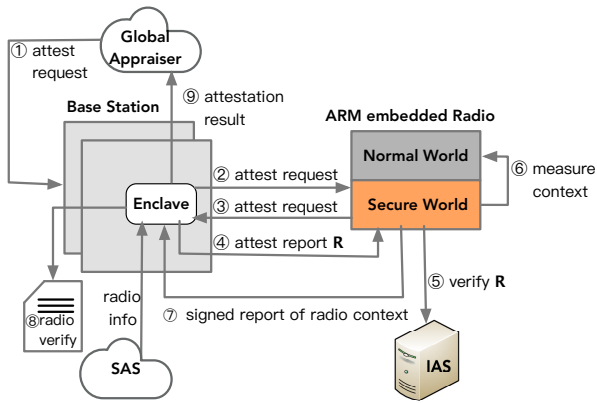 ① attest
request
Global
Appraiser
⑨ attestation
result
Base Station
ARM embedded Radio
Normal World
② attest request
⑥ measure
context
Enclave
③ attest request
Secure World
④ attest report R
⑤ verify R
radio
info
⑦ signed report of radio context
⑧radio
verify
SAS
IAS